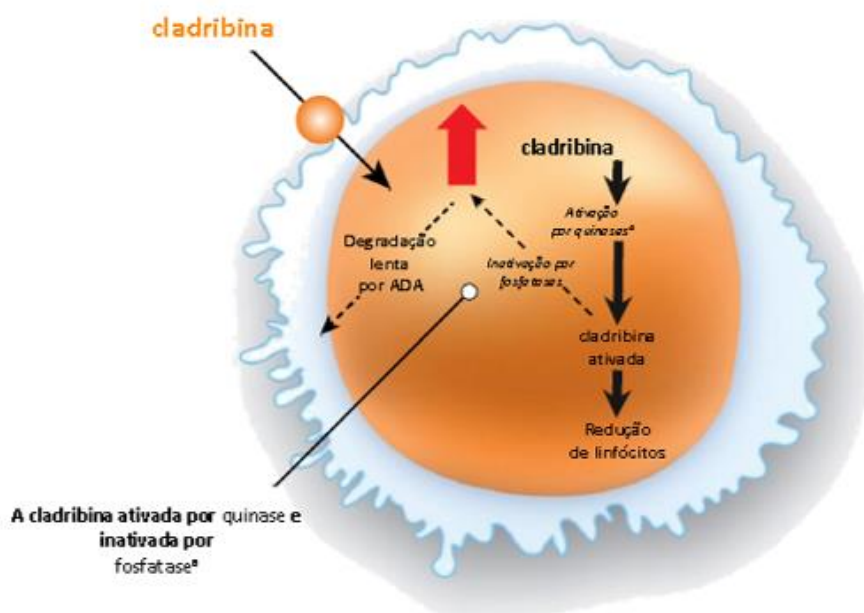 cladribina
cladribina
Ativação
por quinasesª
Degradação
lenta
por ADA
Inativação por
fosfatases
cladribina
ativada
Redução
de linfócitos
A cladribina ativada por quinase e
inativada por
fosfataseª